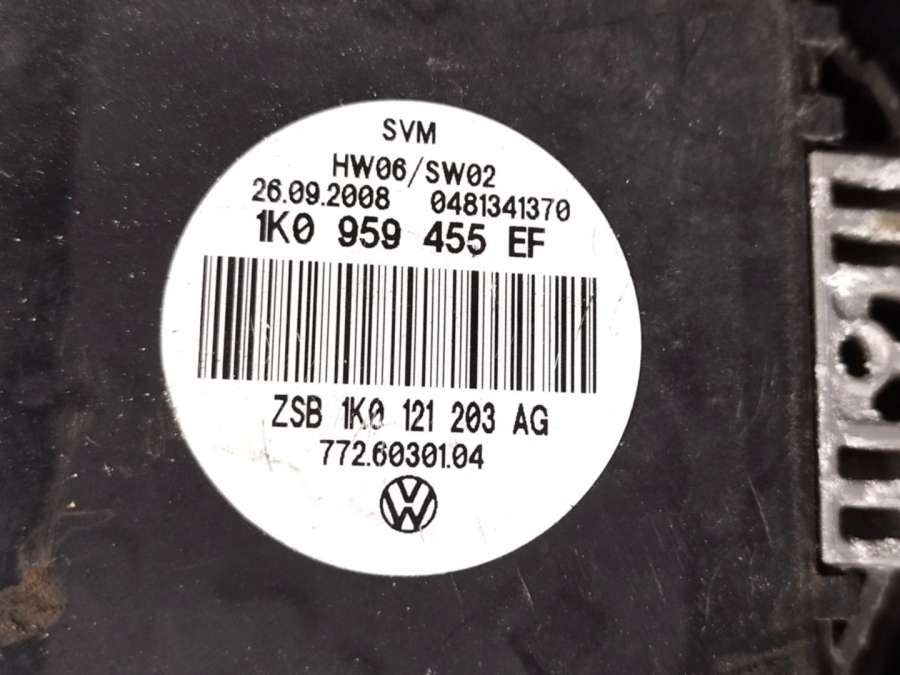 SVM
HW06/SW02
26.09.2008 0481341370
1K0 959 455 EF
ZSB 1K0 121 203 AG
772.60301.04
VW